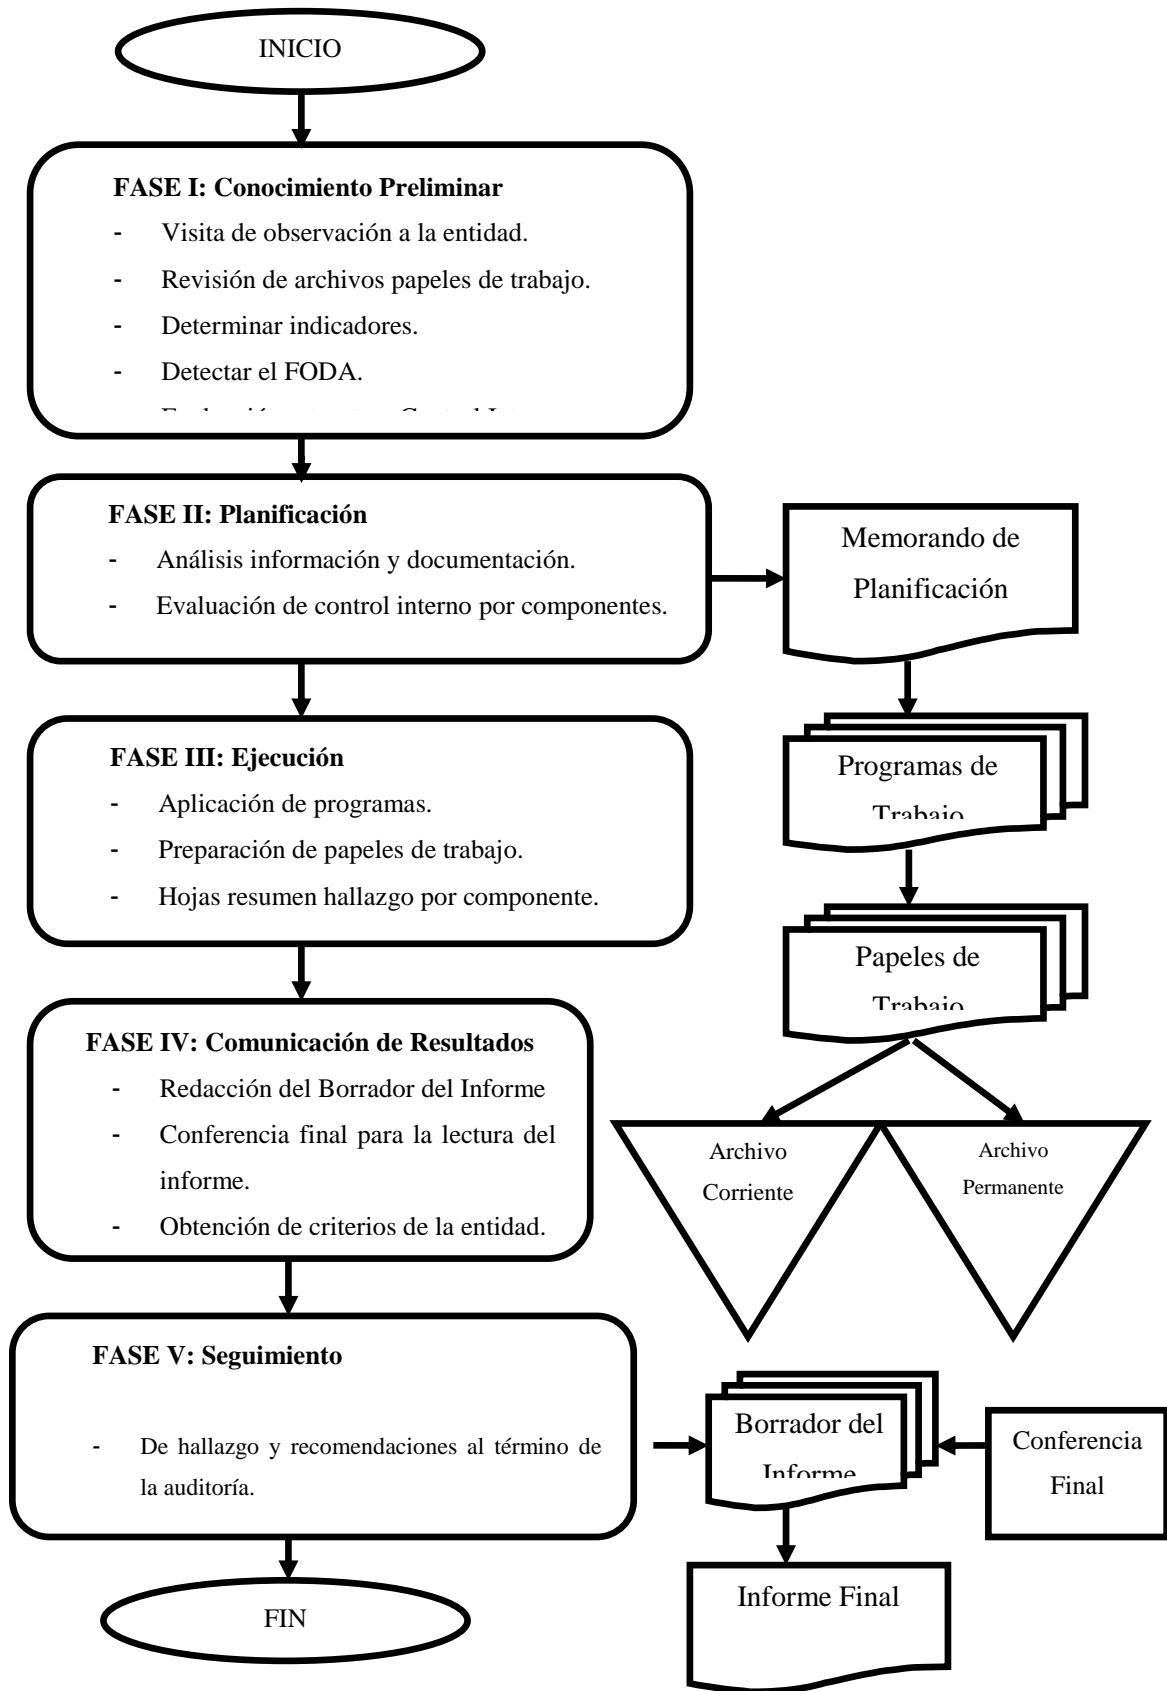 INICIO
FASE I: Conocimiento Preliminar
- Visita de observación a la entidad.
- Revisión de archivos papeles de trabajo.
- Determinar indicadores.
- Detectar el FODA.
FASE II: Planificación
- Análisis información y documentación.
- Evaluación de control interno por componentes.
Memorando de
Planificación
FASE III: Ejecución
- Aplicación de programas.
- Preparación de papeles de trabajo.
- Hojas resumen hallazgo por componente.
Programas de
Trabajo
Papeles de
Trabajo
FASE IV: Comunicación de Resultados
- Redacción del Borrador del Informe
- Conferencia final para la lectura del
informe.
- Obtención de criterios de la entidad.
Archivo
Corriente
Archivo
Permanente
FASE V: Seguimiento
- De hallazgo y recomendaciones al término de
la auditoría.
Borrador del
Informe
Conferencia
Final
Informe Final
FIN